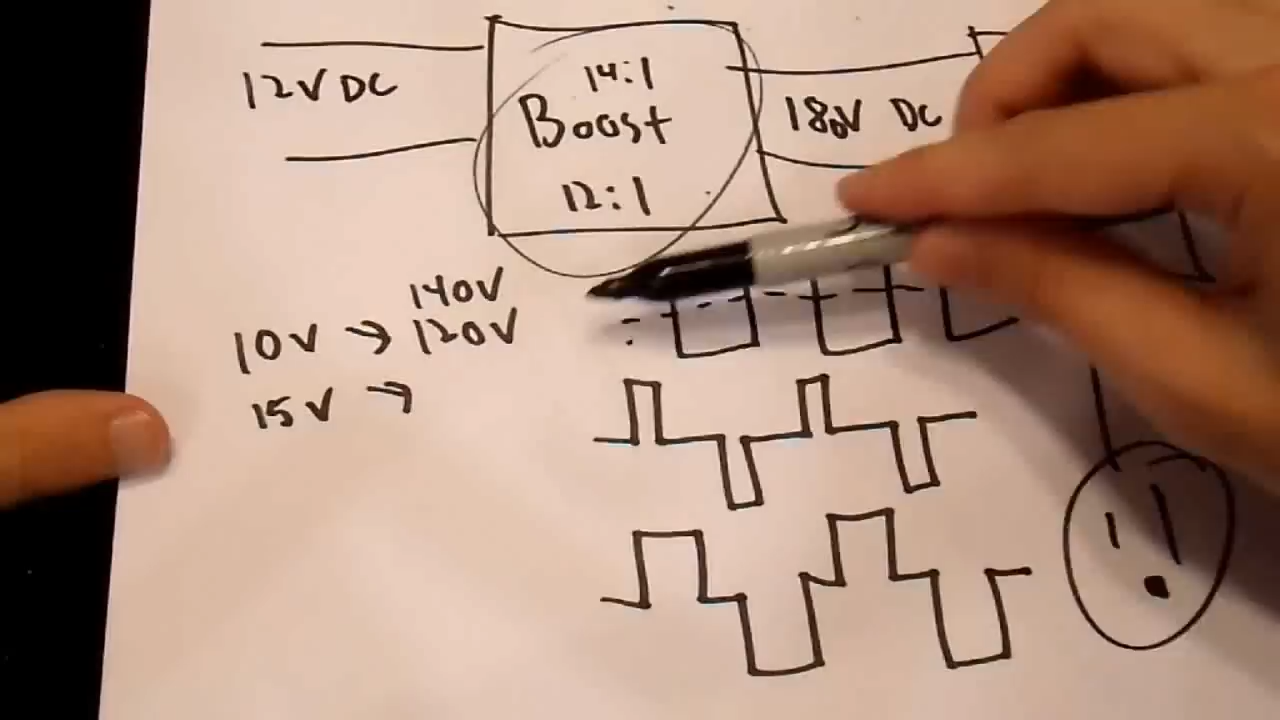 12V DC
14:1
Boost
12:1
180V DC
140V
10V → 120V
15V →